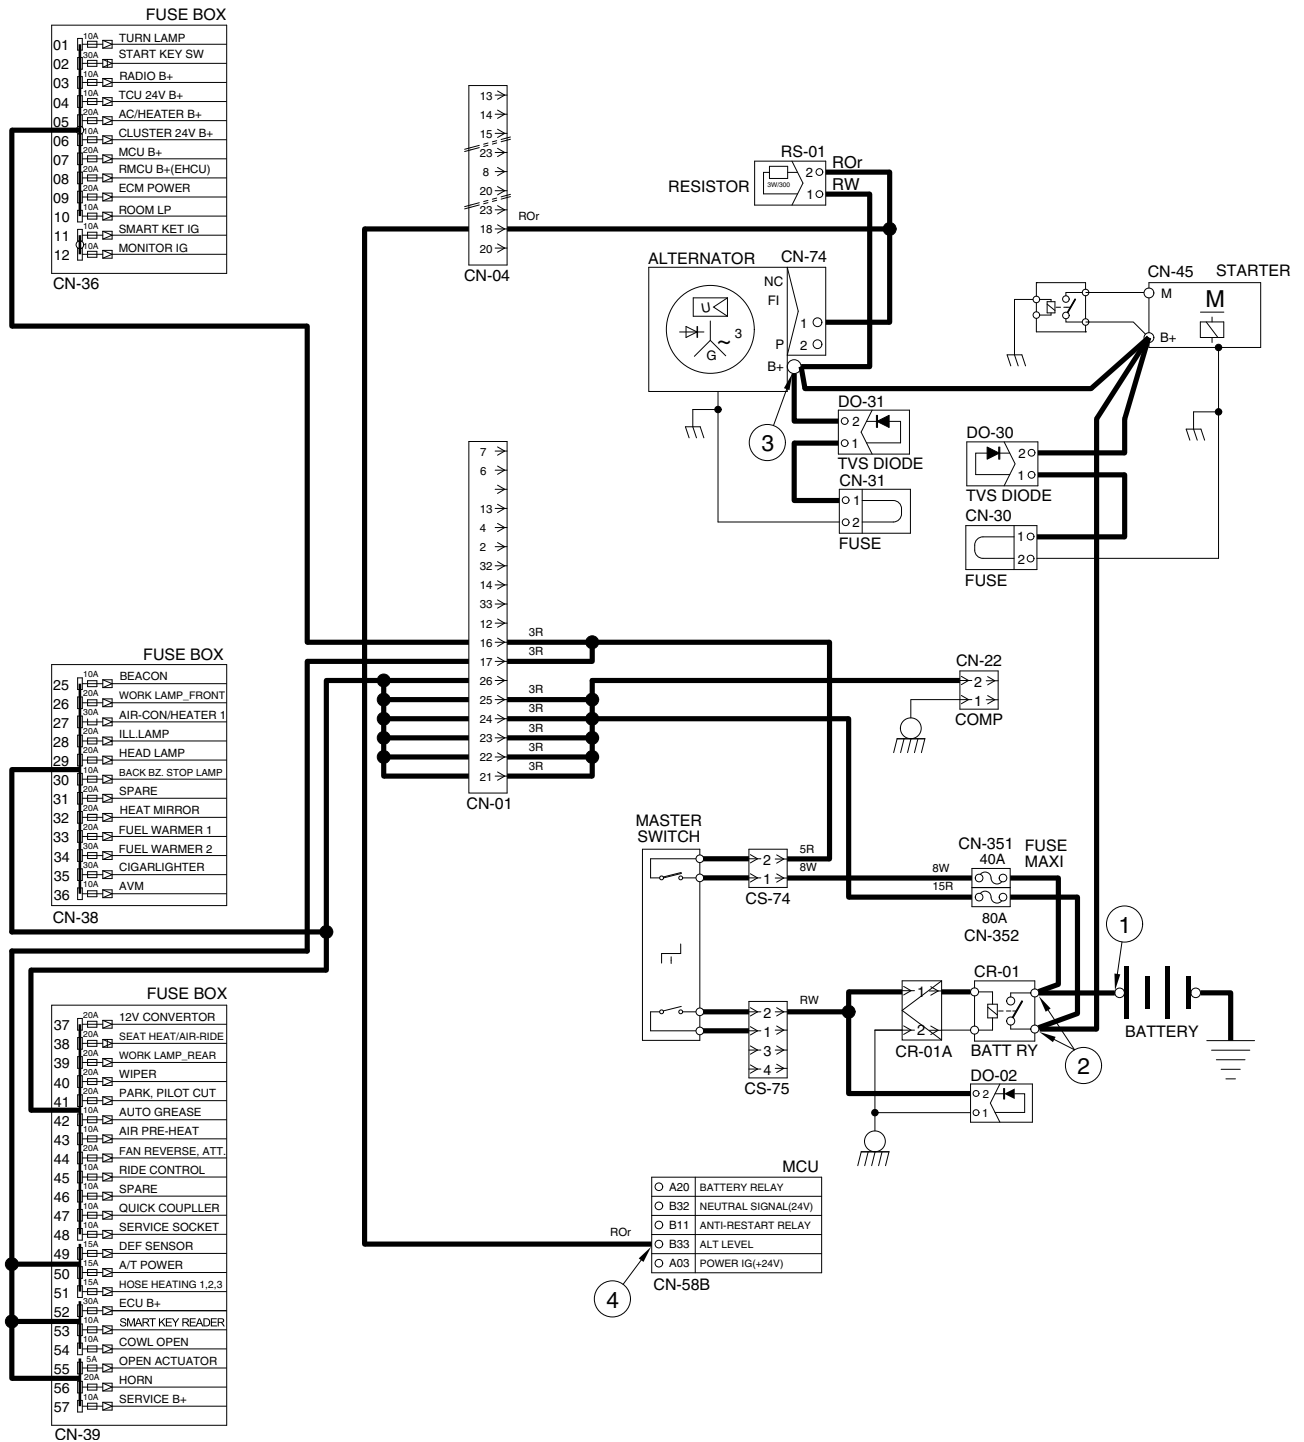 FUSE BOX
01 10A TURN LAMP
02 30A START KEY SW
03 10A RADIO B+
04 10A TCU 24V B+
05 20A AC/HEATER B+
06 10A CLUSTER 24V B+
07 20A MCU B+
08 20A RMCU B+(EHCU)
09 20A ECM POWER
10 10A ROOM LP
11 10A SMART KET IG
12 10A MONITOR IG
CN-36
13
14
15
23
8
20
23
18 ROr
20
CN-04
RS-01
RESISTOR
3W/300
2 ROr
1 RW
ALTERNATOR CN-74
NC
FI
U
3
G
1
P 2
B+
3
DO-31
2
1
TVS DIODE
CN-31
1
2
FUSE
CN-45 STARTER
M
M
B+
DO-30
2
1
TVS DIODE
CN-30
1
2
FUSE
7
6
13
4
2
32
14
33
12
16 3R
17 3R
26
25 3R
24 3R
23 3R
22 3R
21 3R
CN-01
CN-22
2
1
COMP
FUSE BOX
25 10A BEACON
26 20A WORK LAMP_FRONT
27 30A AIR-CON/HEATER 1
28 20A ILL.LAMP
29 20A HEAD LAMP
30 10A BACK BZ. STOP LAMP
31 20A SPARE
32 20A HEAT MIRROR
33 20A FUEL WARMER 1
34 30A FUEL WARMER 2
35 30A CIGARLIGHTER
36 10A AVM
CN-38
MASTER
SWITCH
2 5R
1 8W
CS-74
CN-351 FUSE
40A MAXI
8W
15R
80A
CN-352
1
CR-01
BATT RY
2
BATTERY
RW
2
1
3
4
CS-75
1
2
CR-01A
DO-02
2
1
FUSE BOX
37 20A 12V CONVERTOR
38 20A SEAT HEAT/AIR-RIDE
39 20A WORK LAMP_REAR
40 20A WIPER
41 20A PARK, PILOT CUT
42 10A AUTO GREASE
43 10A AIR PRE-HEAT
44 20A FAN REVERSE, ATT.
45 10A RIDE CONTROL
46 10A SPARE
47 10A QUICK COUPLLER
48 10A SERVICE SOCKET
49 15A DEF SENSOR
50 15A A/T POWER
51 15A HOSE HEATING 1,2,3
52 30A ECU B+
53 10A SMART KEY READER
54 10A COWL OPEN
55 5A OPEN ACTUATOR
56 20A HORN
57 10A SERVICE B+
CN-39
MCU
A20 BATTERY RELAY
B32 NEUTRAL SIGNAL(24V)
B11 ANTI-RESTART RELAY
ROr B33 ALT LEVEL
A03 POWER IG(+24V)
CN-58B
4